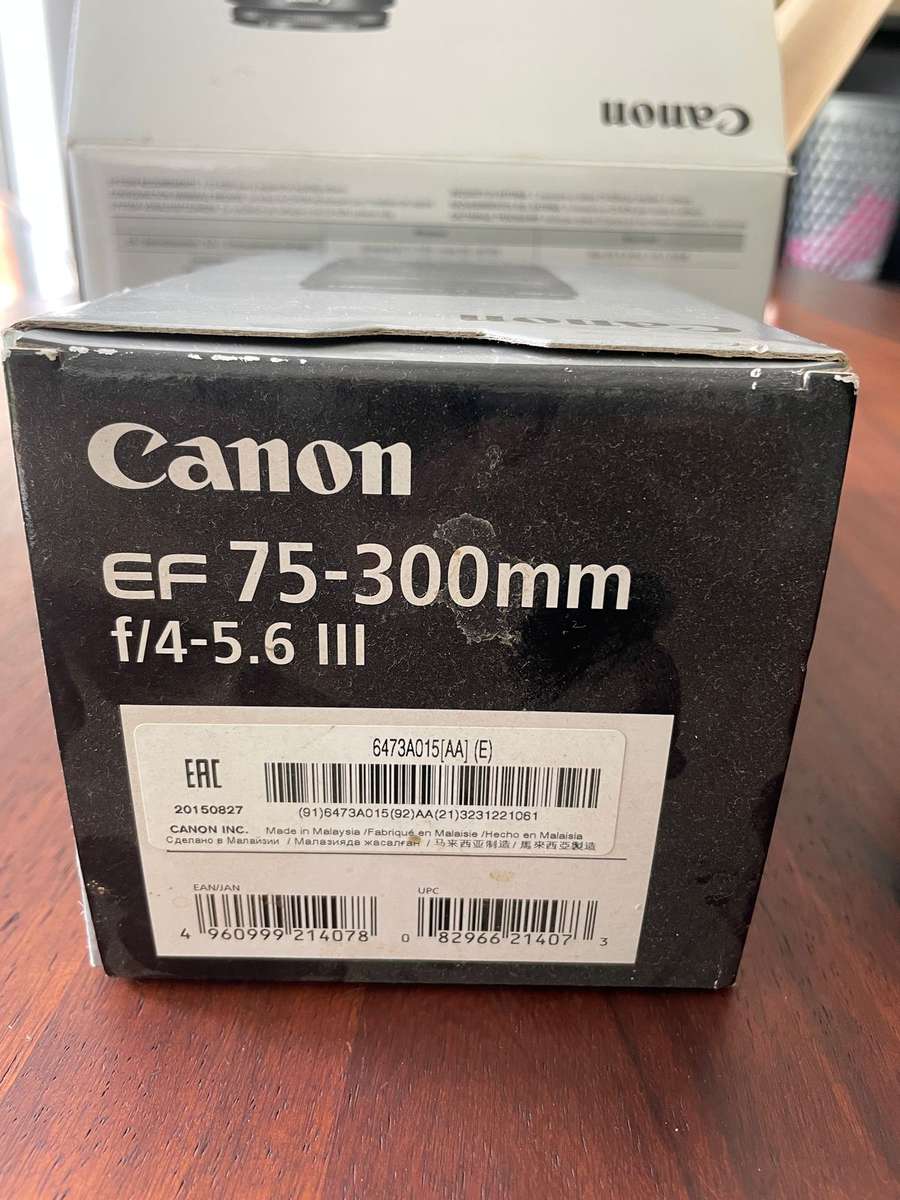 Canon
Canon
Canon
EF 75-300mm
f/4-5.6 III
6473A015[AA] (E)
EAC
20150827
(91)6473A015(92)AA(21)3231221061
CANON INC. Made in Malaysia /Fabriqué en Malaisie /Hecho en Malaisia
Сделано в Малайзии / Малазияда жасалған / 马来西亚制造 / 馬來西亞製造
EAN/JAN
4 960999 214078
UPC
0 82966 21407 3